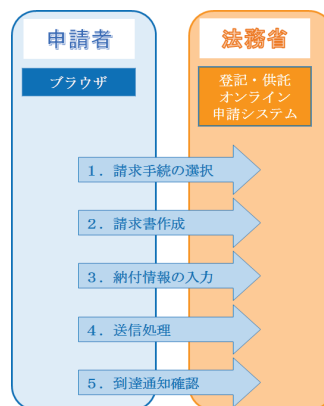 申請者
法務省
ブラウザ
登記・供託
オンライン
申請システム
1．請求手続の選択
2．請求書作成
3．納付情報の入力
4．送信処理
5．到達通知確認